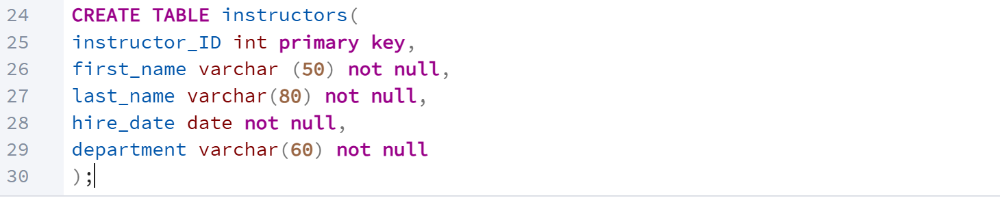 24 CREATE TABLE instructors(
25 instructor_ID int primary key,
26 first_name varchar (50) not null,
27 last_name varchar(80) not null,
28 hire_date date not null,
29 department varchar(60) not null
30 );